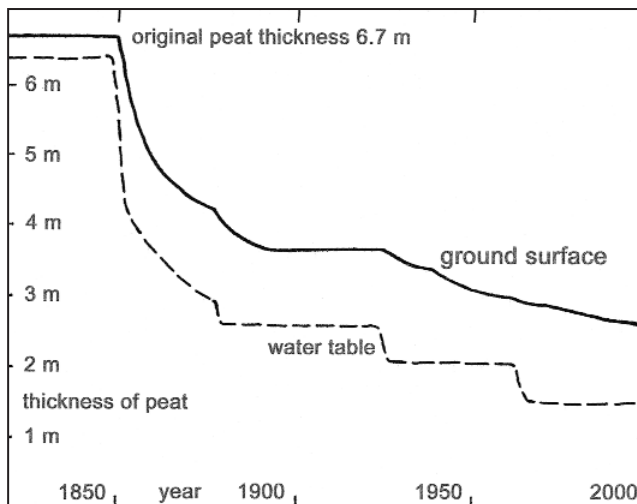 original peat thickness 6.7 m
6 m
5 m
4 m
ground surface
3 m
water table
2 m
thickness of peat
1 m
1850 year 1900 1950 2000